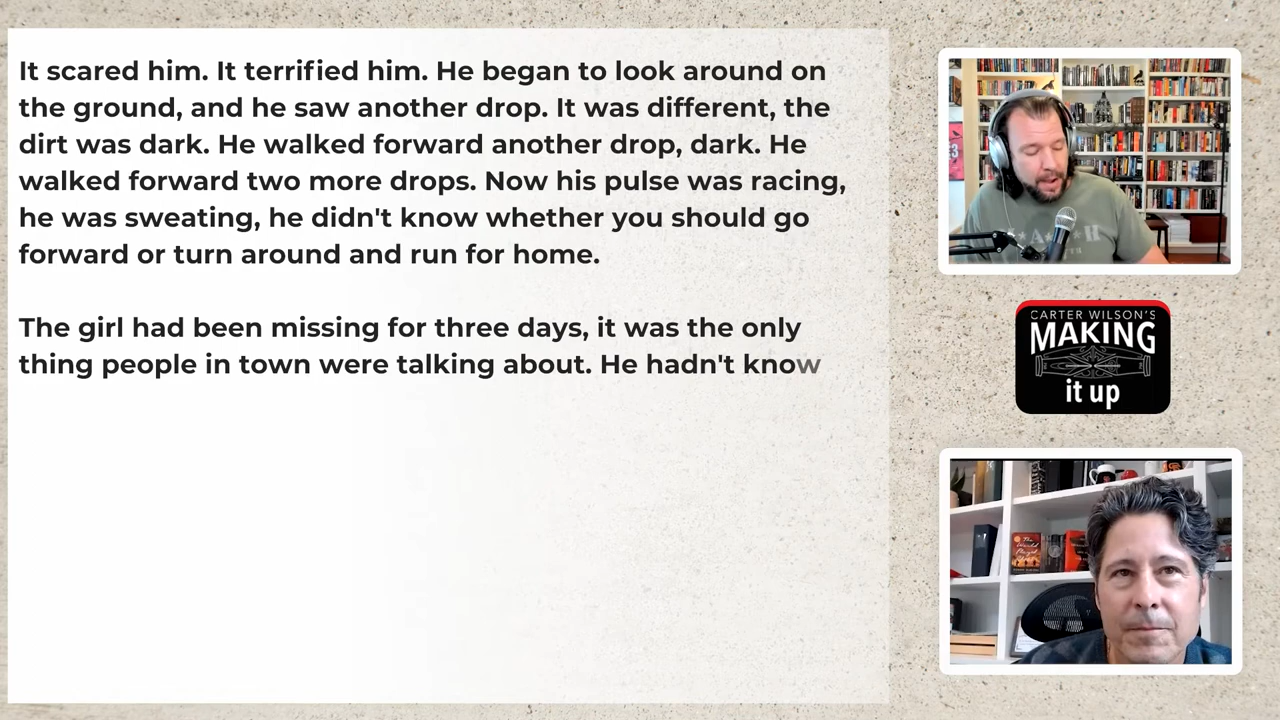 It scared him. It terrified him. He began to look around on
the ground, and he saw another drop. It was different, the
dirt was dark. He walked forward another drop, dark. He
walked forward two more drops. Now his pulse was racing,
he was sweating, he didn't know whether you should go
forward or turn around and run for home.
The girl had been missing for three days, it was the only
thing people in town were talking about. He hadn't know
CARTER WILSON'S
MAKING
it up